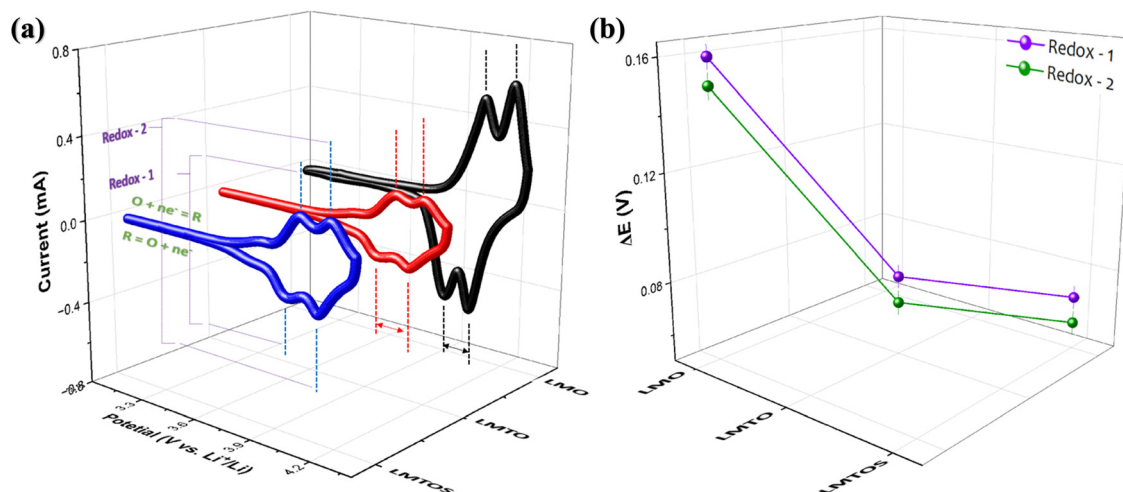 (a)
0.8
0.4
0.0
-0.4
Current (mA)
Redox - 2
Redox - 1
O + ne⁻ = R
R = O + ne⁻
3.3
3.6
3.9
4.2
Potetial (V vs. Li⁺/Li)
LMO
LMTO
LMTOS
(b)
Redox - 1
Redox - 2
0.16
0.12
0.08
ΔE (V)
LMO
LMTO
LMTOS